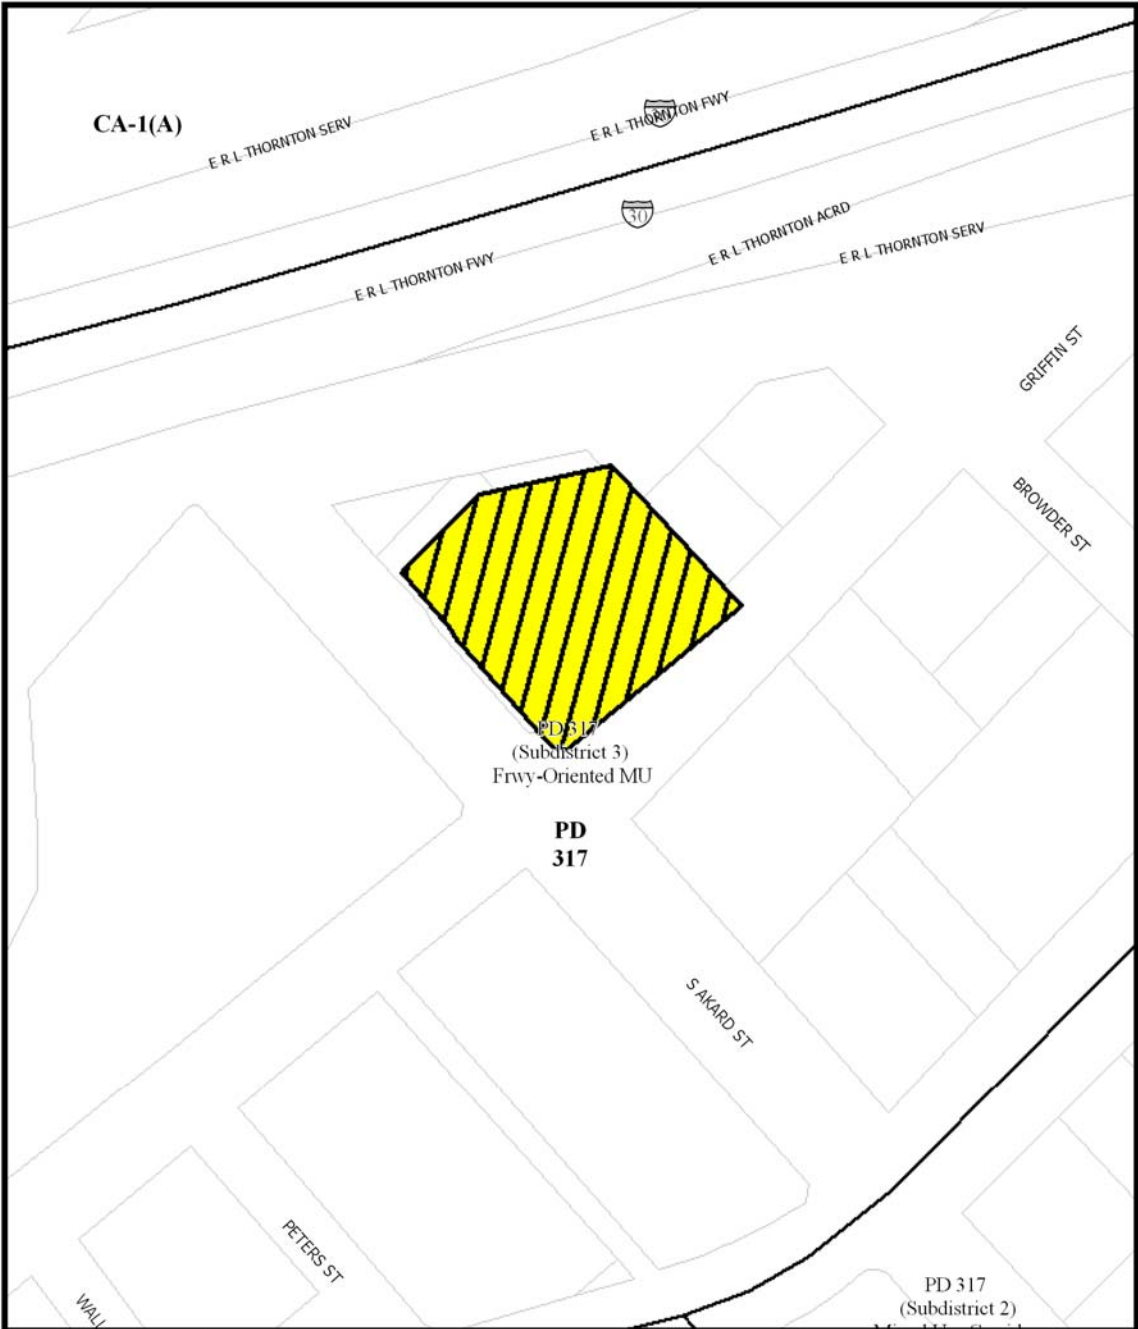 E R L THORNTON FWY
CA-1(A)
E R L THORNTON SERV
30
E R L THORNTON ACRD
E R L THORNTON SERV
E R L THORNTON FWY
GRIFFIN ST
BROWDER ST
PD 317
(Subdistrict 3)
Frwy-Oriented MU
PD
317
S AKARD ST
PETERS ST
WALL
PD 317
(Subdistrict 2)